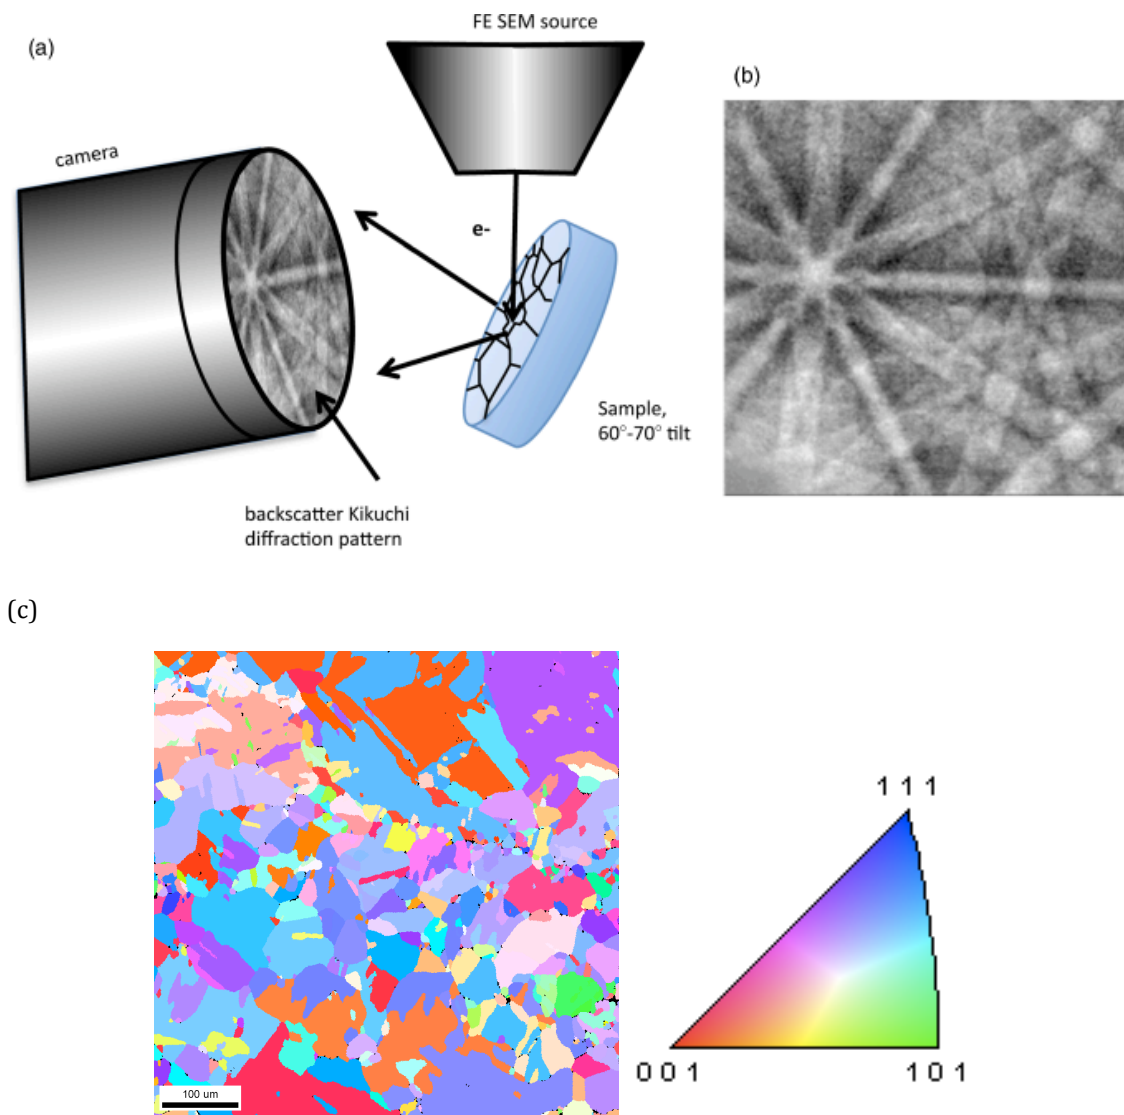 FE SEM source
(a)
(b)
camera
e-
Sample,
60°-70° tilt
backscatter Kikuchi
diffraction pattern
(c)
1 1 1
0 0 1
1 0 1
100 um